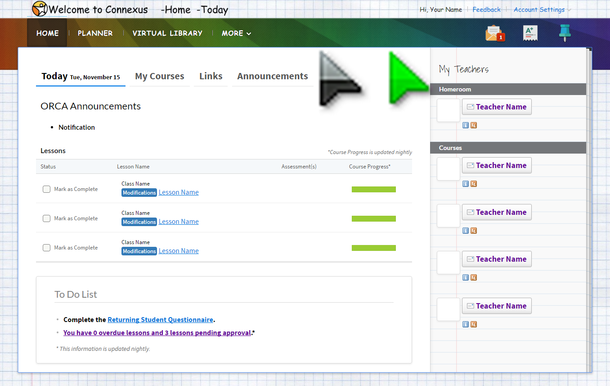 Welcome to Connexus -Home -Today
Hi, Your Name Feedback Account Settings
HOME PLANNER VIRTUAL LIBRARY MORE
1
A+
Today Tue, November 15 My Courses Links Announcements
My Teachers
Homeroom
Teacher Name
ORCA Announcements
Notification
Courses
Teacher Name
Teacher Name
Teacher Name
Teacher Name
Lessons *Course Progress is updated nightly
Status Lesson Name Assessment(s) Course Progress*
Class Name
Mark as Complete Modifications Lesson Name
Class Name
Mark as Complete Modifications Lesson Name
Class Name
Mark as Complete Modifications Lesson Name
To Do List
Complete the Returning Student Questionnaire.
You have 0 overdue lessons and 3 lessons pending approval.*
* This information is updated nightly.